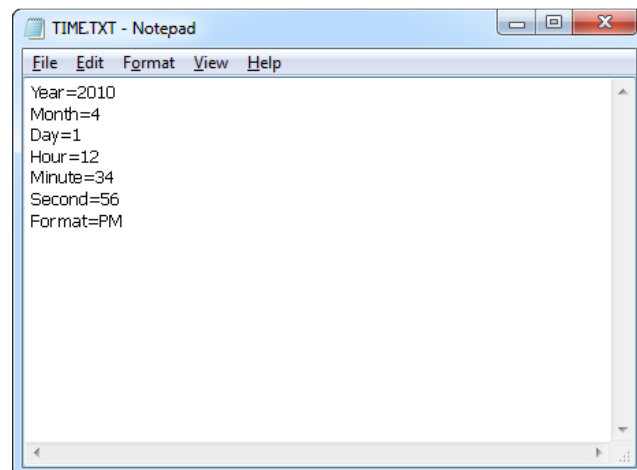 TIME.TXT - Notepad
File Edit Format View Help
Year=2010
Month=4
Day=1
Hour=12
Minute=34
Second=56
Format=PM